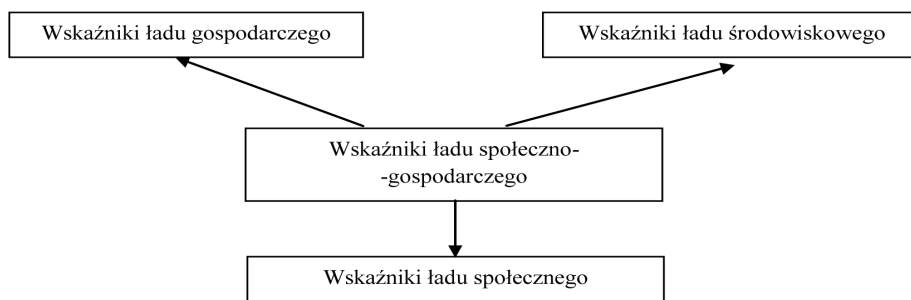 Wskaźniki ładu gospodarczego
Wskaźniki ładu środowiskowego
Wskaźniki ładu społeczno-
-gospodarczego
Wskaźniki ładu społecznego